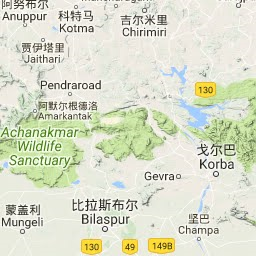 阿努布尔
Anuppur
科特马
Kotma
吉尔米里
Chirimiri
贾伊塔里
Jaithari
Pendraroad
130
阿默尔根德洛
Amarkantak
Achanakmar
Wildlife
Sanctuary
戈尔巴
Korba
Gevra
蒙盖利
Mungeli
比拉斯布尔
Bilaspur
坚巴
Champa
130
49
149B